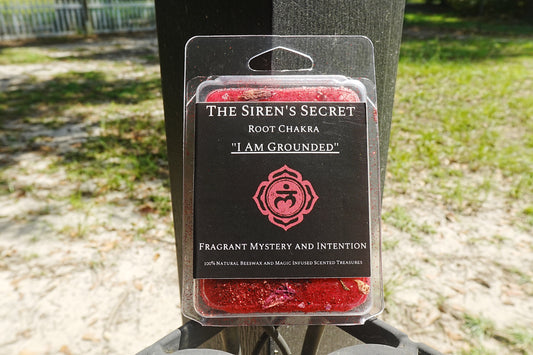 The Siren's Secret
Root Chakra
"I Am Grounded"
Fragrant Mystery and Intention
100% Natural Beeswax and Magic Infused Scented Treasures